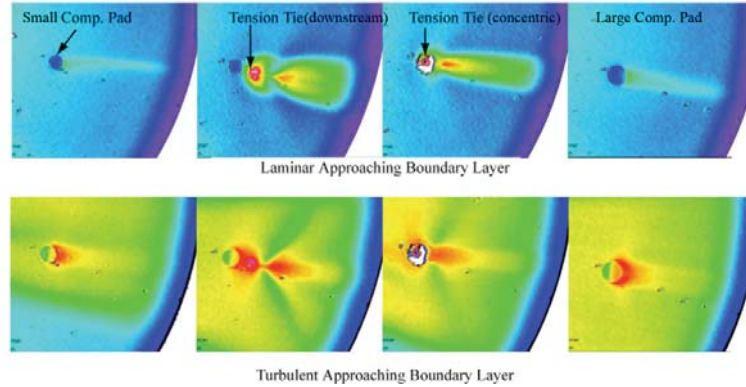 Small Comp. Pad
Tension Tie(downstream)
Tension Tie (concentric)
Large Comp. Pad
Laminar Approaching Boundary Layer
Turbulent Approaching Boundary Layer